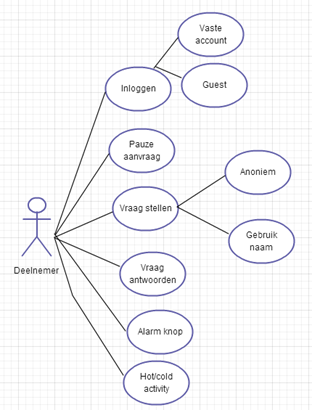 Vaste
account
Inloggen
Guest
Pauze
aanvraag
Anoniem
Vraag stellen
Gebruik
naam
Deelnemer
Vraag
antwoorden
Alarm knop
Hot/cold
activity